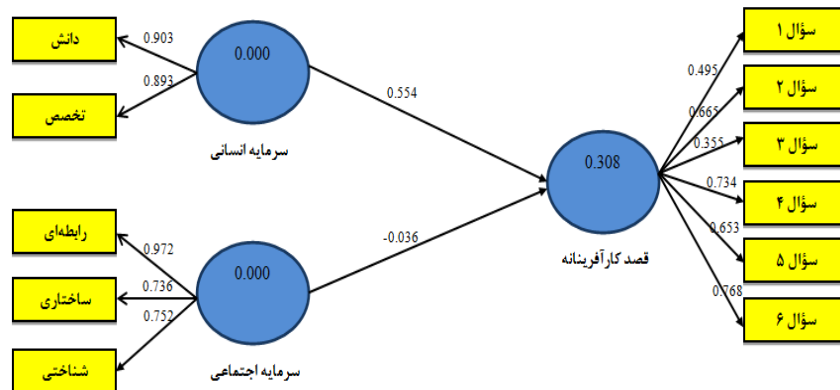 دانش
0.903
تخصص
0.893
0.000
سرمایه انسانی
0.554
رابطه‌ای
0.972
ساختاری
0.736
شناختی
0.752
0.000
سرمایه اجتماعی
-0.036
0.308
قصد کارآفرینانه
سؤال ۱
0.495
سؤال ۲
0.665
سؤال ۳
0.355
سؤال ۴
0.734
سؤال ۵
0.653
سؤال ۶
0.768